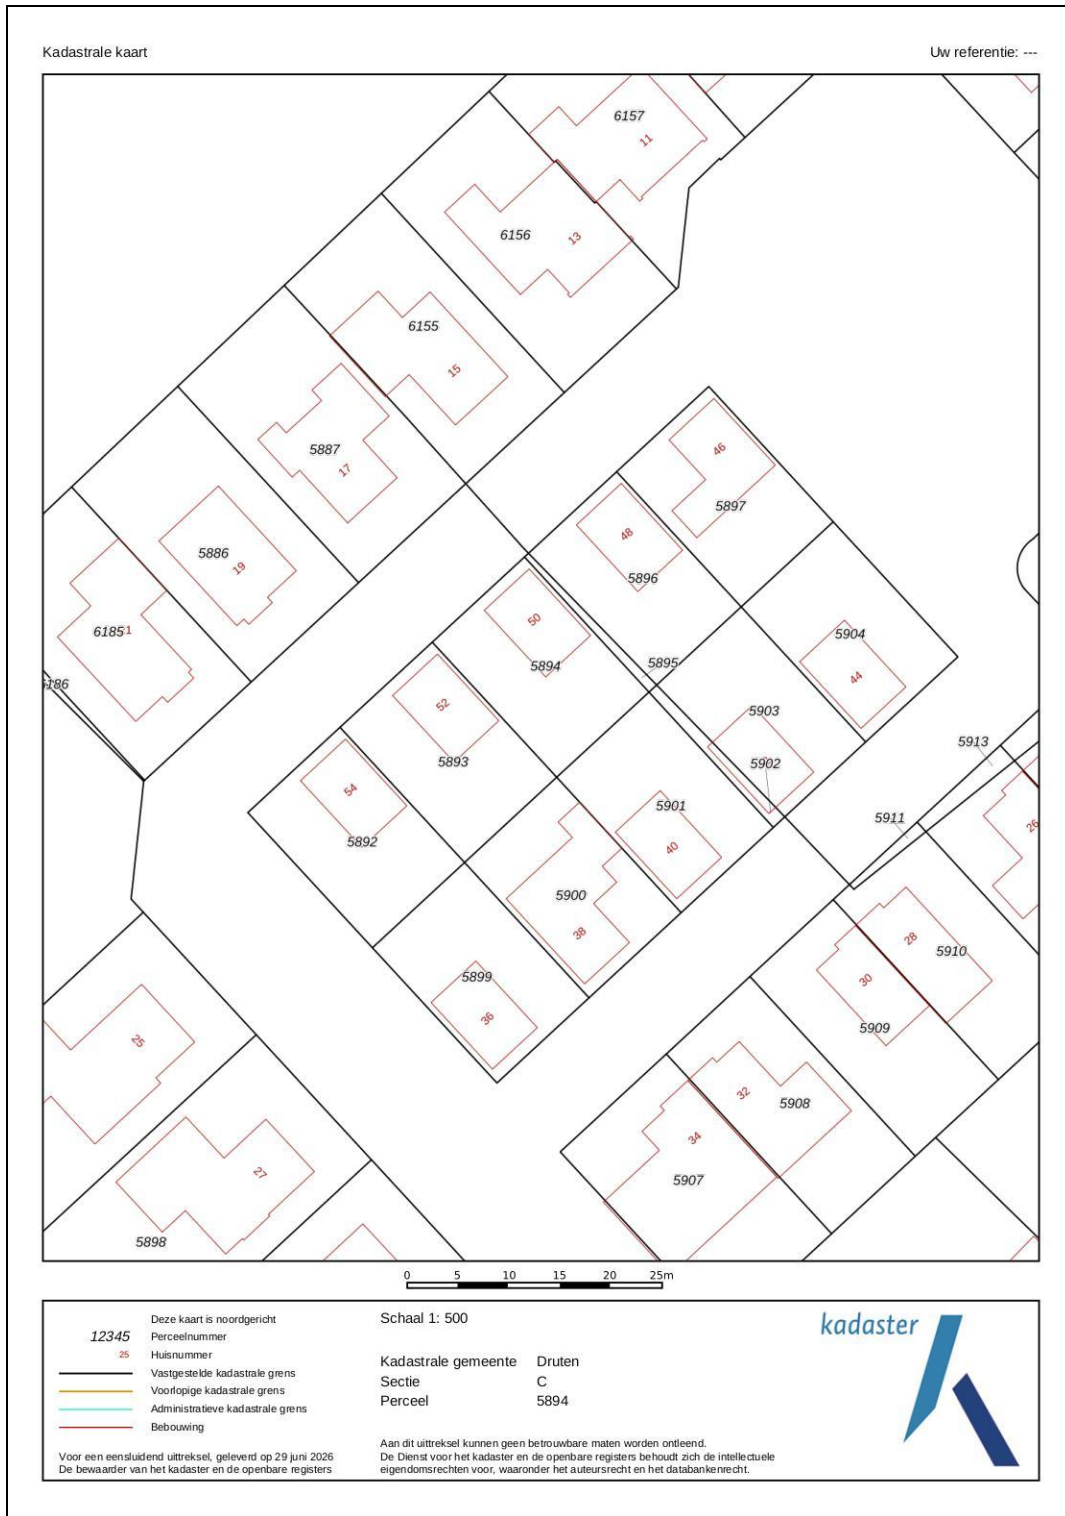 Kadastrale kaart
Uw referentie: ---
6157
11
6156
13
6155
15
5887
17
46
5897
48
5896
5886
19
6185
50
5894
5895
5904
44
52
5893
5903
5902
5913
54
5892
5901
40
5911
26
5900
38
28
5910
30
5909
5899
36
25
32
5908
34
5907
27
5898
0 5 10 15 20 25m
Deze kaart is noordgericht
12345 Perceelnummer
25 Huisnummer
Vastgestelde kadastrale grens
Voorlopige kadastrale grens
Administratieve kadastrale grens
Bebouwing
Voor een eensluidend uittreksel, geleverd op 29 juni 2026
De bewaarder van het kadaster en de openbare registers
Schaal 1: 500
Kadastrale gemeente Druten
Sectie C
Perceel 5894
Aan dit uittreksel kunnen geen betrouwbare maten worden ontleend.
De Dienst voor het kadaster en de openbare registers behoudt zich de intellectuele
eigendomsrechten voor, waaronder het auteursrecht en het databankenrecht.
kadaster